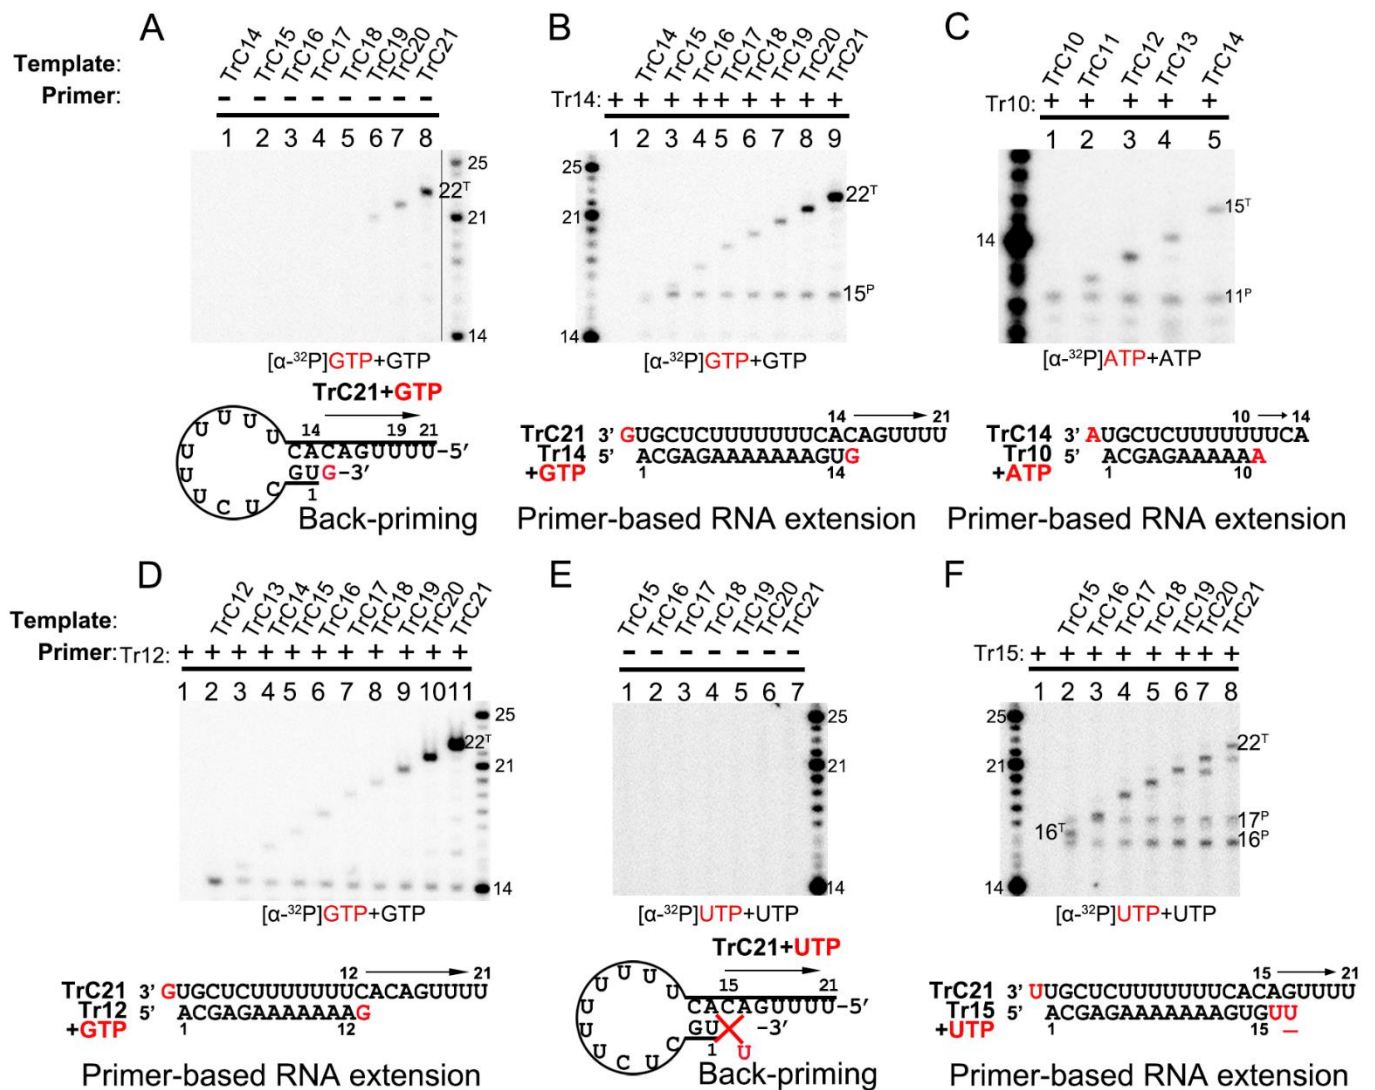 A
TrC14 TrC15 TrC16 TrC17 TrC18 TrC19 TrC20 TrC21
Template:
Primer: - - - - - - - -
1 2 3 4 5 6 7 8
25
22ᵀ
21
14
[α-³²P]GTP+GTP
TrC21+GTP
14 19 21
U U U U U U U U C U C U
CACAGUUUU-5'
GUG-3'
1
Back-priming
B
TrC14 TrC15 TrC16 TrC17 TrC18 TrC19 TrC20 TrC21
Tr14: + + + + + + + + +
1 2 3 4 5 6 7 8 9
25
22ᵀ
21
15ᴾ
14
[α-³²P]GTP+GTP
14 21
TrC21 3' GUGCUCUUUUUUUCACAGUUUU
Tr14 5' ACGAGAAAAAAAGUG
+GTP 1 14
Primer-based RNA extension
C
TrC10 TrC11 TrC12 TrC13 TrC14
Tr10: + + + + +
1 2 3 4 5
15ᵀ
14
11ᴾ
[α-³²P]ATP+ATP
10 14
TrC14 3' AUGCUCUUUUUUUCA
Tr10 5' ACGAGAAAAAA
+ATP 1 10
Primer-based RNA extension
D
TrC12 TrC13 TrC14 TrC15 TrC16 TrC17 TrC18 TrC19 TrC20 TrC21
Template:
Primer: Tr12: + + + + + + + + + + +
1 2 3 4 5 6 7 8 9 10 11
25
22ᵀ
21
14
[α-³²P]GTP+GTP
12 21
TrC21 3' GUGCUCUUUUUUUCACAGUUUU
Tr12 5' ACGAGAAAAAAAG
+GTP 1 12
Primer-based RNA extension
E
TrC15 TrC16 TrC17 TrC18 TrC19 TrC20 TrC21
- - - - - - -
1 2 3 4 5 6 7
25
21
14
[α-³²P]UTP+UTP
TrC21+UTP
15 21
U U U U U U U U C U C U
CACAGUUUU-5'
GU -3'
1 U
Back-priming
F
TrC15 TrC16 TrC17 TrC18 TrC19 TrC20 TrC21
Tr15: + + + + + + + +
1 2 3 4 5 6 7 8
25
22ᵀ
21
17ᴾ
16ᵀ
16ᴾ
14
[α-³²P]UTP+UTP
15 21
TrC21 3' UUGCUCUUUUUUUCACAGUUUU
Tr15 5' ACGAGAAAAAAAGUGUU
+UTP 1 15
Primer-based RNA extension